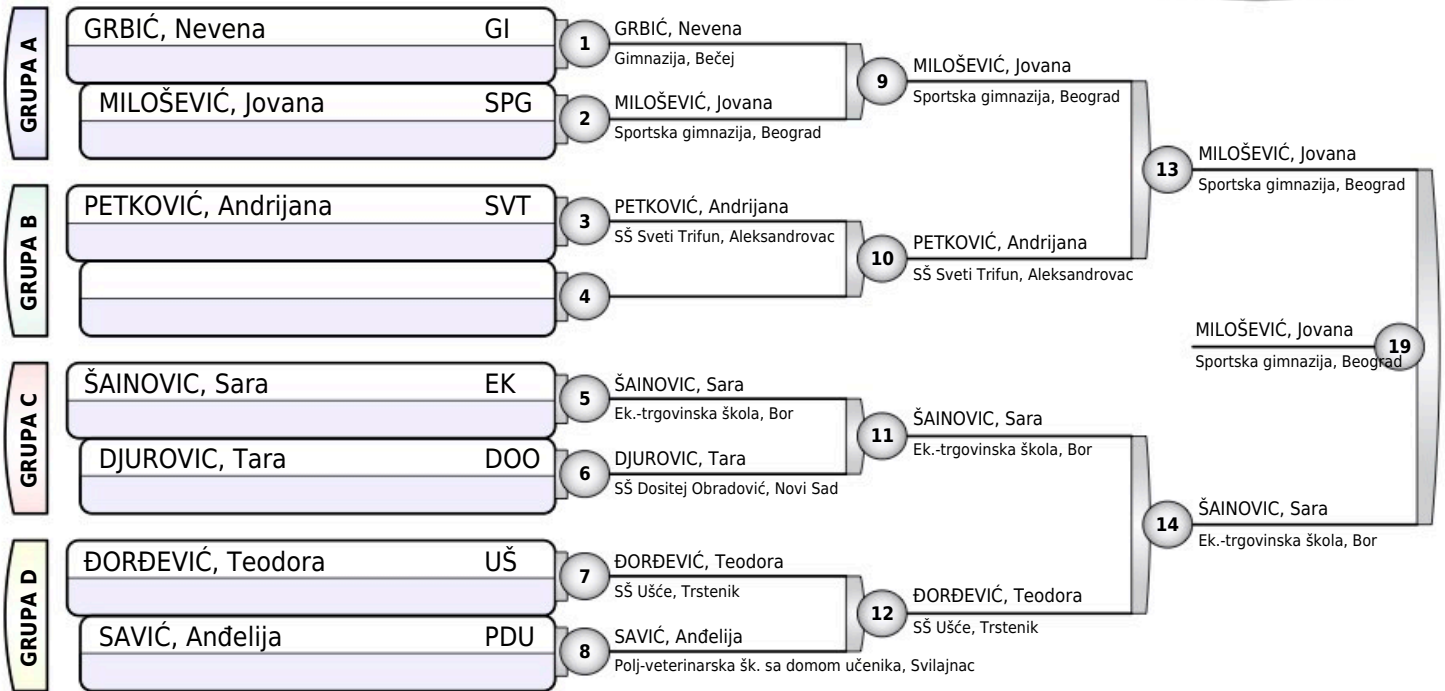 GRUPA A
GRBIĆ, Nevena GI
MILOŠEVIĆ, Jovana SPG
GRUPA B
PETKOVIĆ, Andrijana SVT
GRUPA C
ŠAINOVIC, Sara EK
DJUROVIC, Tara DOO
GRUPA D
ĐORĐEVIĆ, Teodora UŠ
SAVIĆ, Anđelija PDU
1
GRBIĆ, Nevena
Gimnazija, Bečej
2
MILOŠEVIĆ, Jovana
Sportska gimnazija, Beograd
3
PETKOVIĆ, Andrijana
SŠ Sveti Trifun, Aleksandrovac
4
5
ŠAINOVIC, Sara
Ek.-trgovinska škola, Bor
6
DJUROVIC, Tara
SŠ Dositej Obradović, Novi Sad
7
ĐORĐEVIĆ, Teodora
SŠ Ušće, Trstenik
8
SAVIĆ, Anđelija
Polj-veterinarska šk. sa domom učenika, Svilajnac
9
MILOŠEVIĆ, Jovana
Sportska gimnazija, Beograd
10
PETKOVIĆ, Andrijana
SŠ Sveti Trifun, Aleksandrovac
11
ŠAINOVIC, Sara
Ek.-trgovinska škola, Bor
12
ĐORĐEVIĆ, Teodora
SŠ Ušće, Trstenik
13
MILOŠEVIĆ, Jovana
Sportska gimnazija, Beograd
14
ŠAINOVIC, Sara
Ek.-trgovinska škola, Bor
MILOŠEVIĆ, Jovana
Sportska gimnazija, Beograd
19